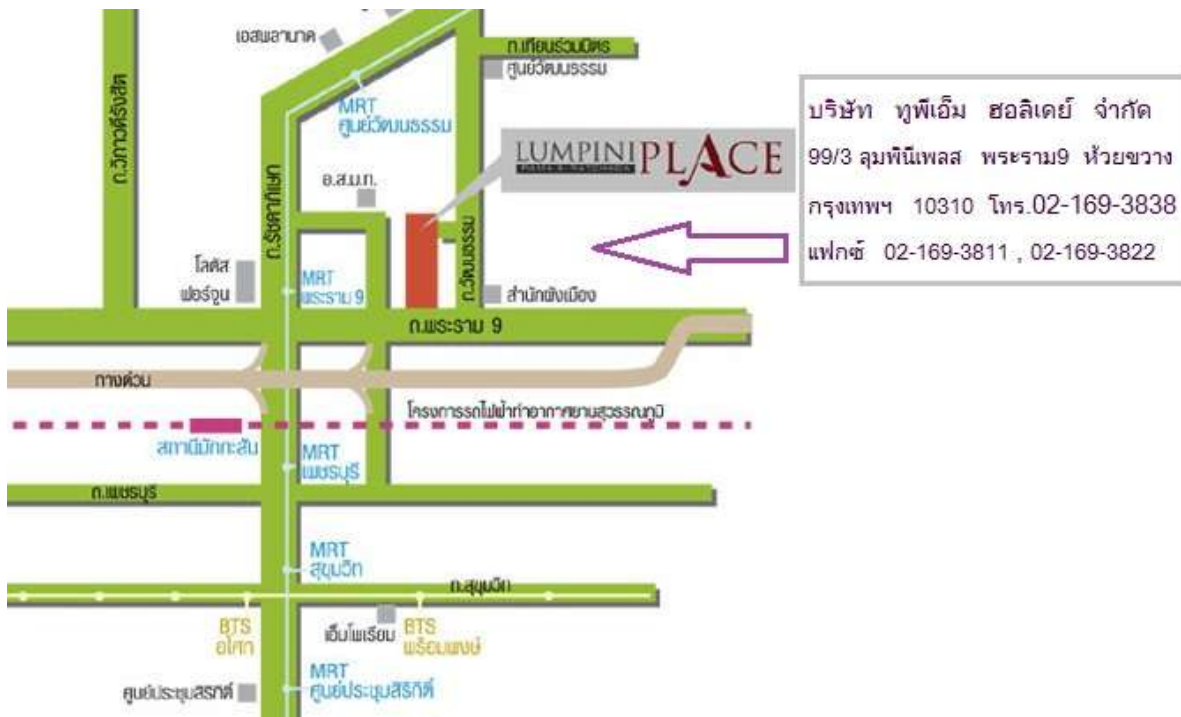 เอสพลานาด
ถ.เทียนร่วมมิตร
ศูนย์วัฒนธรรม
ถ.วิภาวดีรังสิต
MRT
ศูนย์วัฒนธรรม
LUMPINI PLACE
บริษัท ทูพีเอ็ม ฮอลิเดย์ จำกัด
99/3 ลุมพินีเพลส พระราม9 ห้วยขวาง
กรุงเทพฯ 10310 โทร.02-169-3838
แฟกซ์ 02-169-3811 , 02-169-3822
อ.ส.ม.ท.
ถ.รัชดาภิเษก
ถ.วัฒนธรรม
โลตัส
ฟอร์จูน
MRT
พระราม 9
สำนักผังเมือง
ถ.พระราม 9
ทางด่วน
โครงการรถไฟฟ้าท่าอากาศยานสุวรรณภูมิ
สถานีมักกะสัน
MRT
เพชรบุรี
ถ.เพชรบุรี
MRT
สุขุมวิท
ถ.สุขุมวิท
BTS
อโศก
เอ็มโพเรียม
BTS
พร้อมพงษ์
MRT
ศูนย์ประชุมสิริกิติ์
ศูนย์ประชุมสิริกิติ์